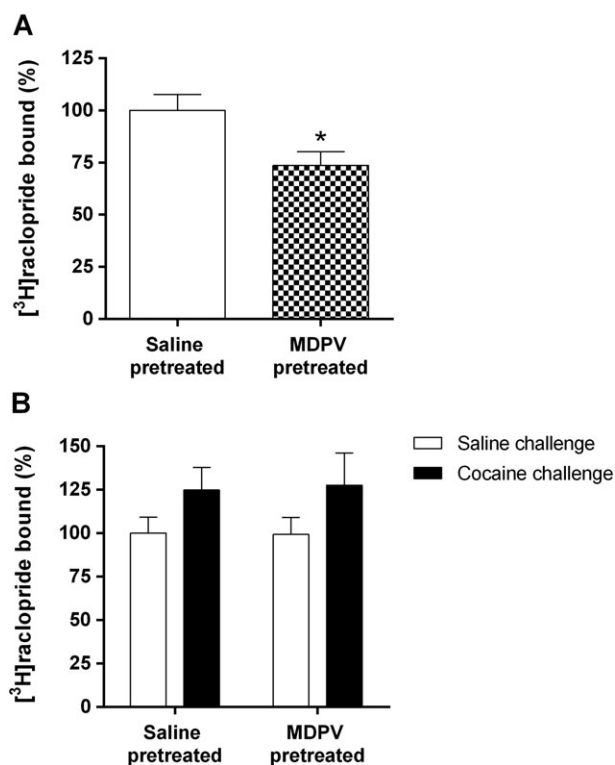 A
[³H]raclopride bound (%)
125
100
75
50
25
0
*
Saline
pretreated
MDPV
pretreated
B
[³H]raclopride bound (%)
150
125
100
75
50
25
0
Saline
pretreated
MDPV
pretreated
Saline challenge
Cocaine challenge